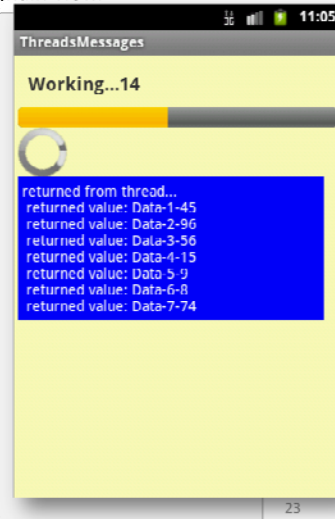 3G 11:05
ThreadsMessages
Working...14
returned from thread...
returned value: Data-1-45
returned value: Data-2-96
returned value: Data-3-56
returned value: Data-4-15
returned value: Data-5-9
returned value: Data-6-8
returned value: Data-7-74
23